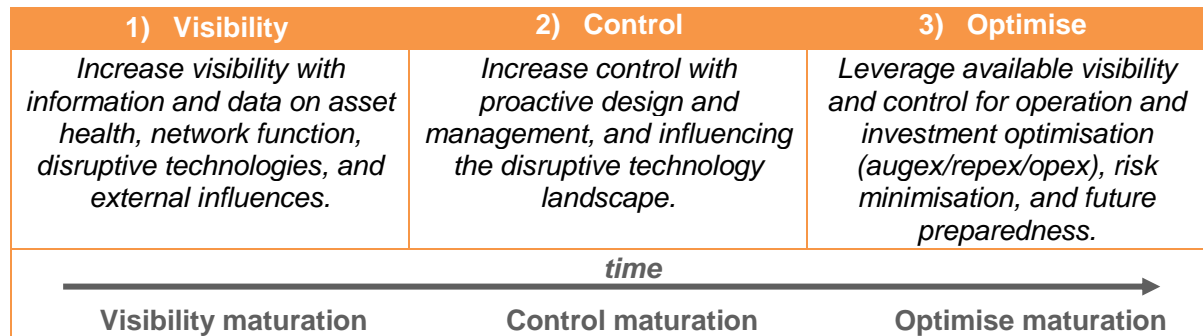 1) Visibility
2) Control
3) Optimise
Increase visibility with
information and data on asset
health, network function,
disruptive technologies, and
external influences.
Increase control with
proactive design and
management, and influencing
the disruptive technology
landscape.
Leverage available visibility
and control for operation and
investment optimisation
(augex/repex/opex), risk
minimisation, and future
preparedness.
time
Visibility maturation
Control maturation
Optimise maturation